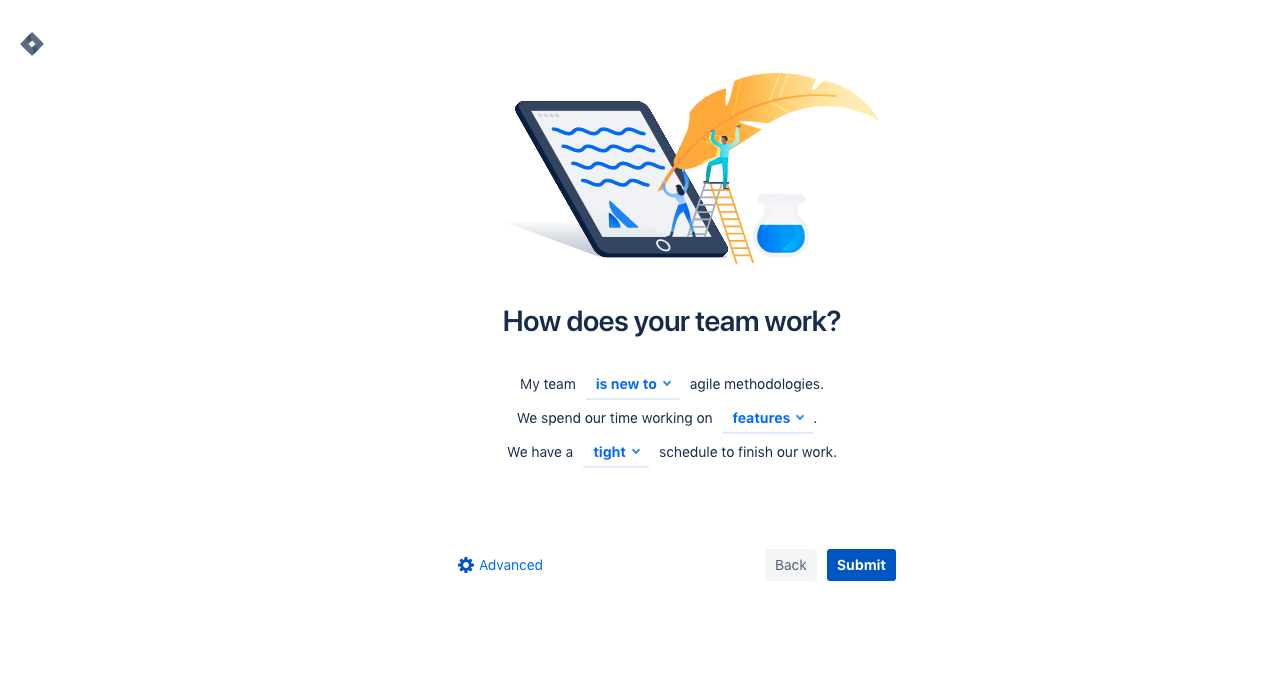 How does your team work?
My team is new to agile methodologies.
We spend our time working on features .
We have a tight schedule to finish our work.
Advanced
Back
Submit